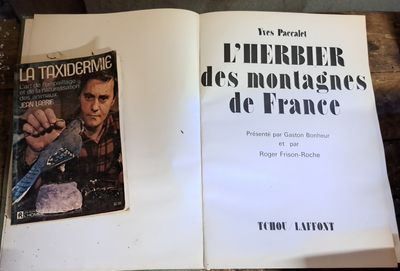 LA TAXIDERMIE
L'art de l'empaillage
et de la naturalisation
des animaux
JEAN LABRIE
Yves Paccalet
L'HERBIER
des montagnes
de France
Présenté par Gaston Bonheur
et par
Roger Frison-Roche
TCHOU/LAFFONT